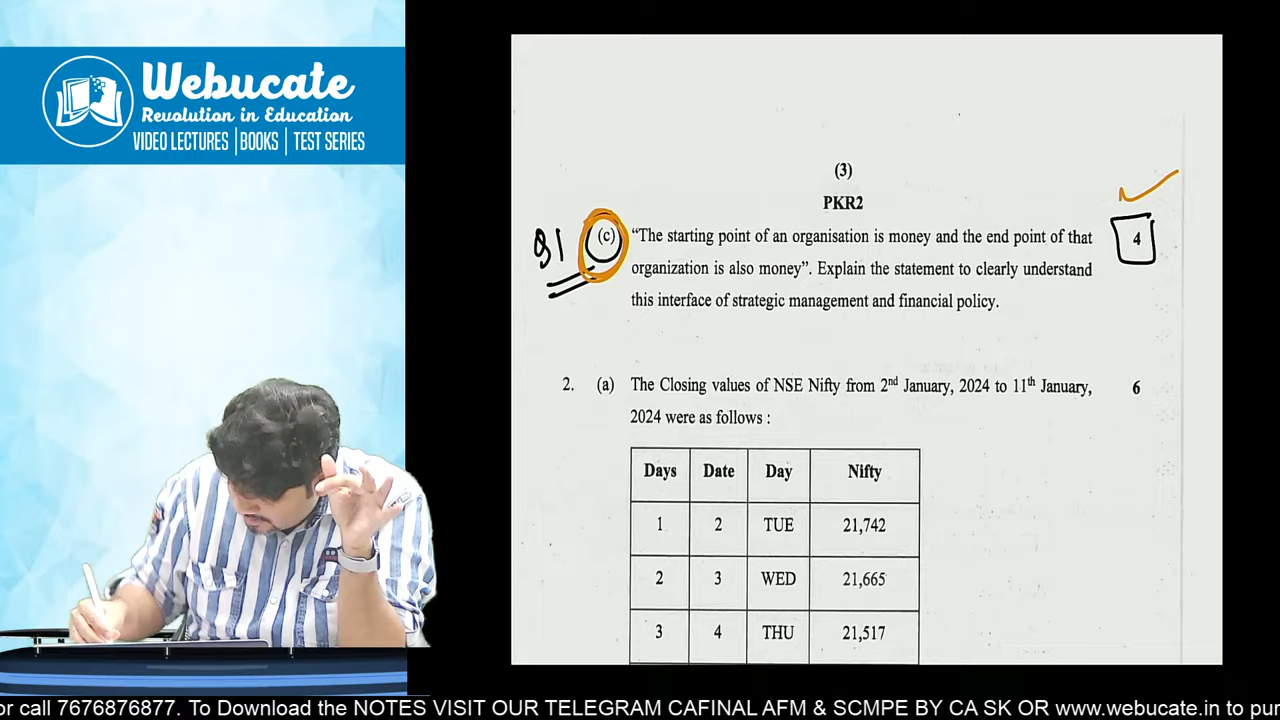 Webucate
Revolution in Education
VIDEO LECTURES | BOOKS | TEST SERIES
(3)
PKR2
Q1 (c) “The starting point of an organisation is money and the end point of that 4
organization is also money”. Explain the statement to clearly understand
this interface of strategic management and financial policy.
2. (a) The Closing values of NSE Nifty from 2nd January, 2024 to 11th January, 6
2024 were as follows :
Days Date Day Nifty
1 2 TUE 21,742
2 3 WED 21,665
3 4 THU 21,517
or call 7676876877. To Download the NOTES VISIT OUR TELEGRAM CAFINAL AFM & SCMPE BY CA SK OR www.webucate.in to pur